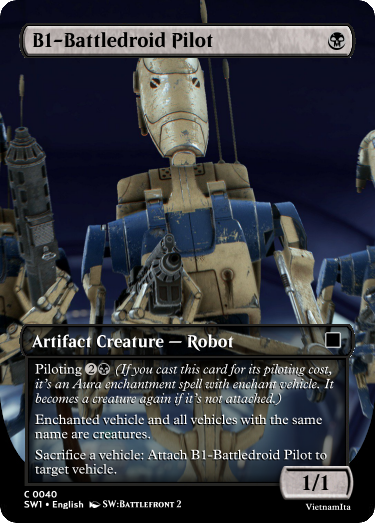 B1-Battledroid Pilot
Artifact Creature — Robot
Piloting 2B (If you cast this card for its piloting cost,
it's an Aura enchantment spell with enchant vehicle. It
becomes a creature again if it's not attached.)
Enchanted vehicle and all vehicles with the same
name are creatures.
Sacrifice a vehicle: Attach B1-Battledroid Pilot to
target vehicle.
1/1
C 0040
SW1 • English SW:Battlefront 2
VietnamIta